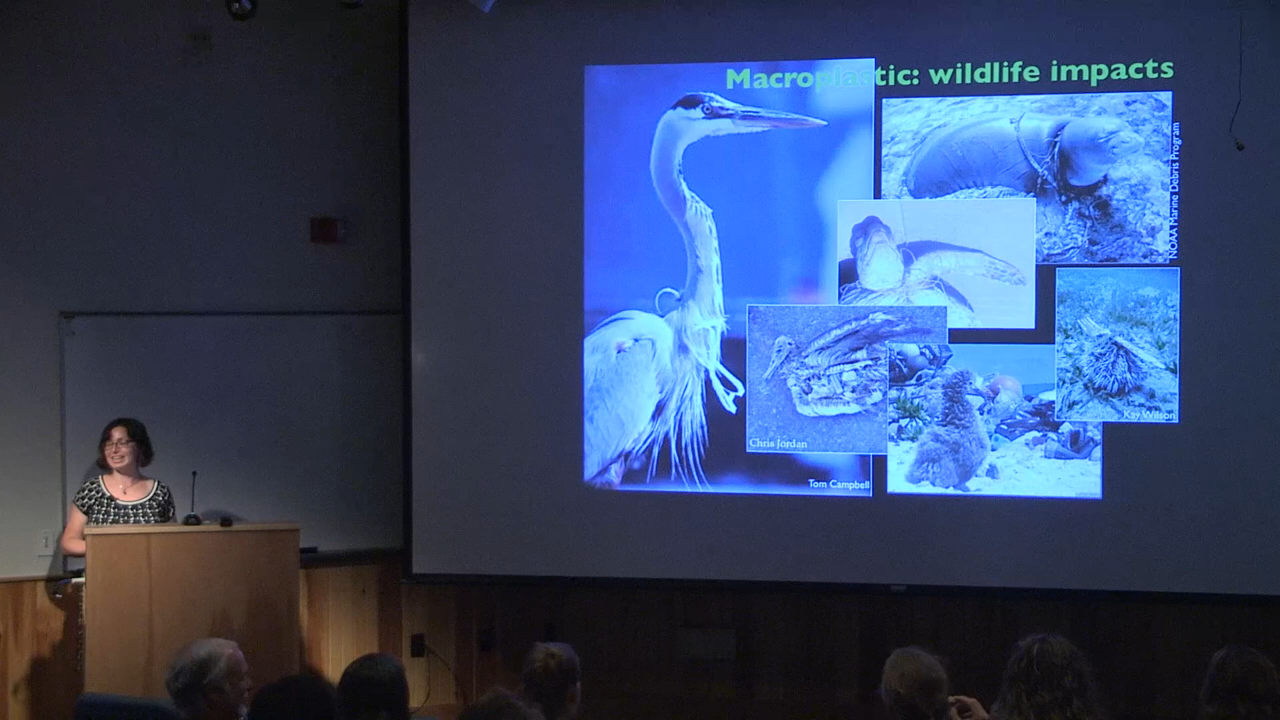 Macroplastic: wildlife impacts
NOAA Marine Debris Program
Chris Jordan
Kay Wilson
Tom Campbell